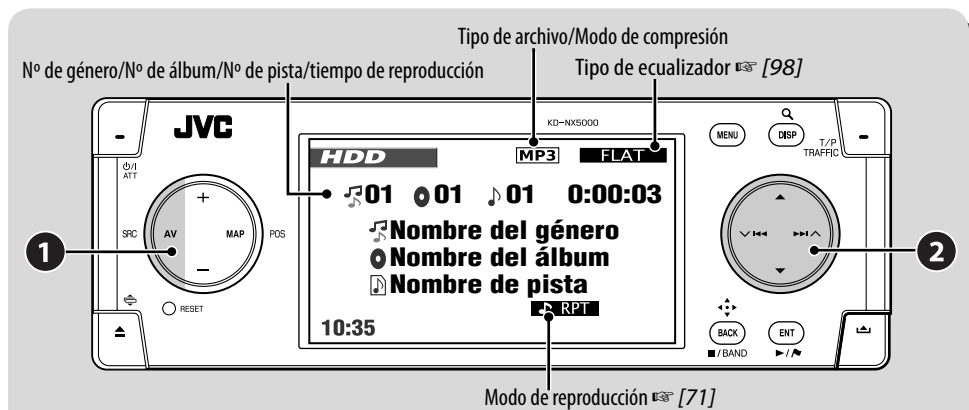 Tipo de archivo/Modo de compresión
Nº de género/Nº de álbum/Nº de pista/tiempo de reproducción
Tipo de ecualizador ☞ [98]
JVC
KD-NX5000
MENU
DISP
T/P
TRAFFIC
HDD
MP3
FLAT
⏻/I
ATT
01 01 01 0:00:03
SRC
AV
MAP
POS
+
−
1
2
Nombre del género
Nombre del álbum
Nombre de pista
RPT
RESET
10:35
BACK
ENT
■/BAND
►/⚑
Modo de reproducción ☞ [71]